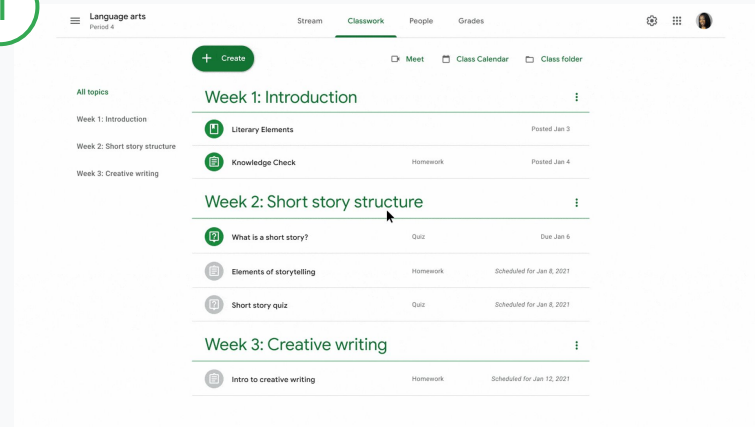 Language arts
Period 4
Stream Classwork People Grades
Create
Meet Class Calendar Class folder
All topics
Week 1: Introduction
Week 2: Short story structure
Week 3: Creative writing
Week 1: Introduction
Literary Elements Posted Jan 3
Knowledge Check Homework Posted Jan 4
Week 2: Short story structure
What is a short story? Quiz Due Jan 6
Elements of storytelling Homework Scheduled for Jan 8, 2021
Short story quiz Quiz Scheduled for Jan 8, 2021
Week 3: Creative writing
Intro to creative writing Homework Scheduled for Jan 12, 2021